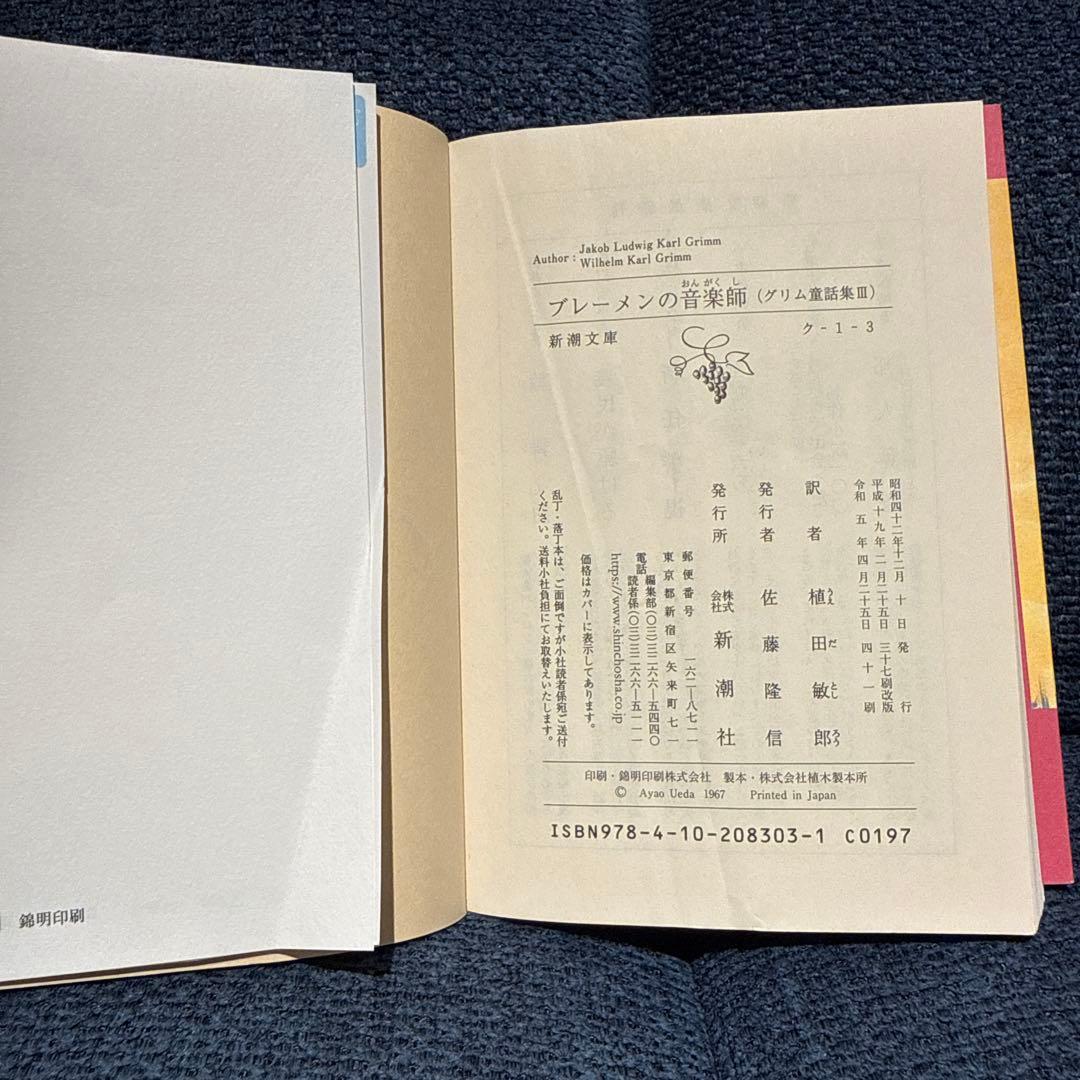 Author : Jakob Ludwig Karl Grimm
Wilhelm Karl Grimm
おんがくし
ブレーメンの音楽師(グリム童話集Ⅲ)
新潮文庫 ク-1-3
昭和四十二年十二月十日発行
平成十九年二月二十五日三十七刷改版
令和五年四月二十五日四十一刷
訳者 植田敏郎
うえだとしろう
発行者 佐藤隆信
発行所 株式会社 新潮社
郵便番号 一六二—八七一一
東京都新宿区矢来町七一
電話 編集部(〇三)三二六六—五四四〇
読者係(〇三)三二六六—五一一一
https://www.shinchosha.co.jp
価格はカバーに表示してあります。
乱丁・落丁本は、ご面倒ですが小社読者係宛ご送付
ください。送料小社負担にてお取替えいたします。
印刷・錦明印刷株式会社 製本・株式会社植木製本所
© Ayao Ueda 1967 Printed in Japan
ISBN978-4-10-208303-1 C0197
錦明印刷